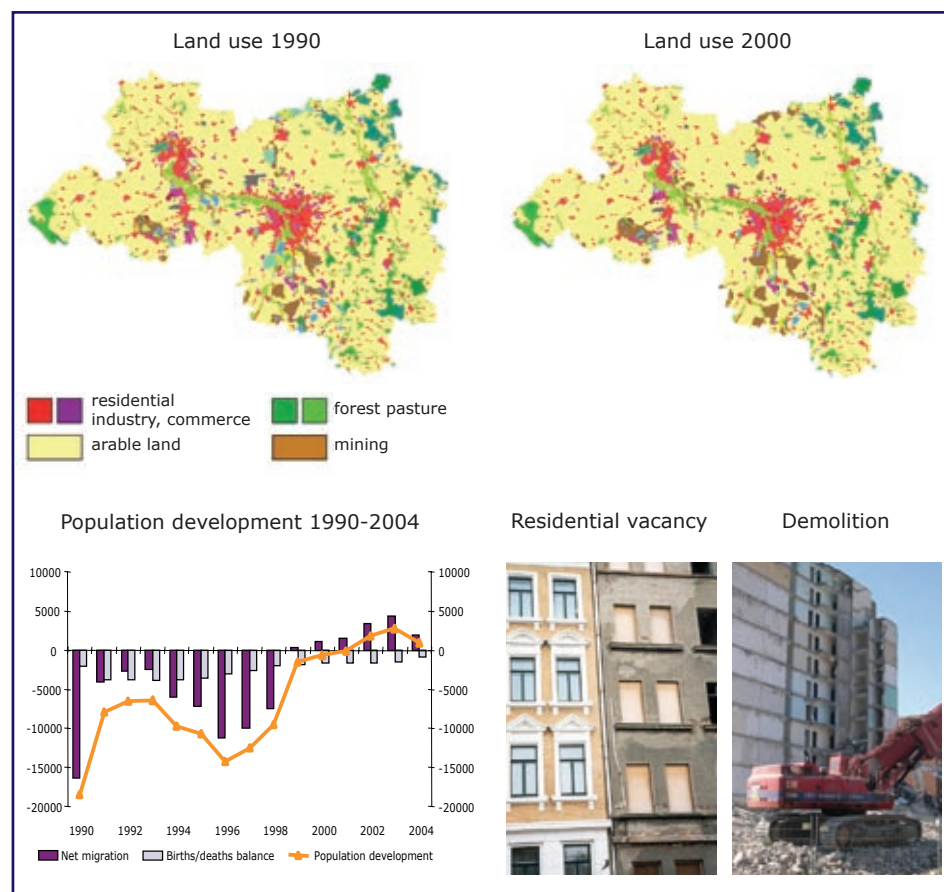 Land use 1990
Land use 2000
residential
industry, commerce
forest pasture
arable land
mining
Population development 1990-2004
Residential vacancy
Demolition
10000
5000
0
-5000
-10000
-15000
-20000
10000
5000
0
-5000
-10000
-15000
-20000
1990 1992 1994 1996 1998 2000 2002 2004
Net migration Births/deaths balance Population development